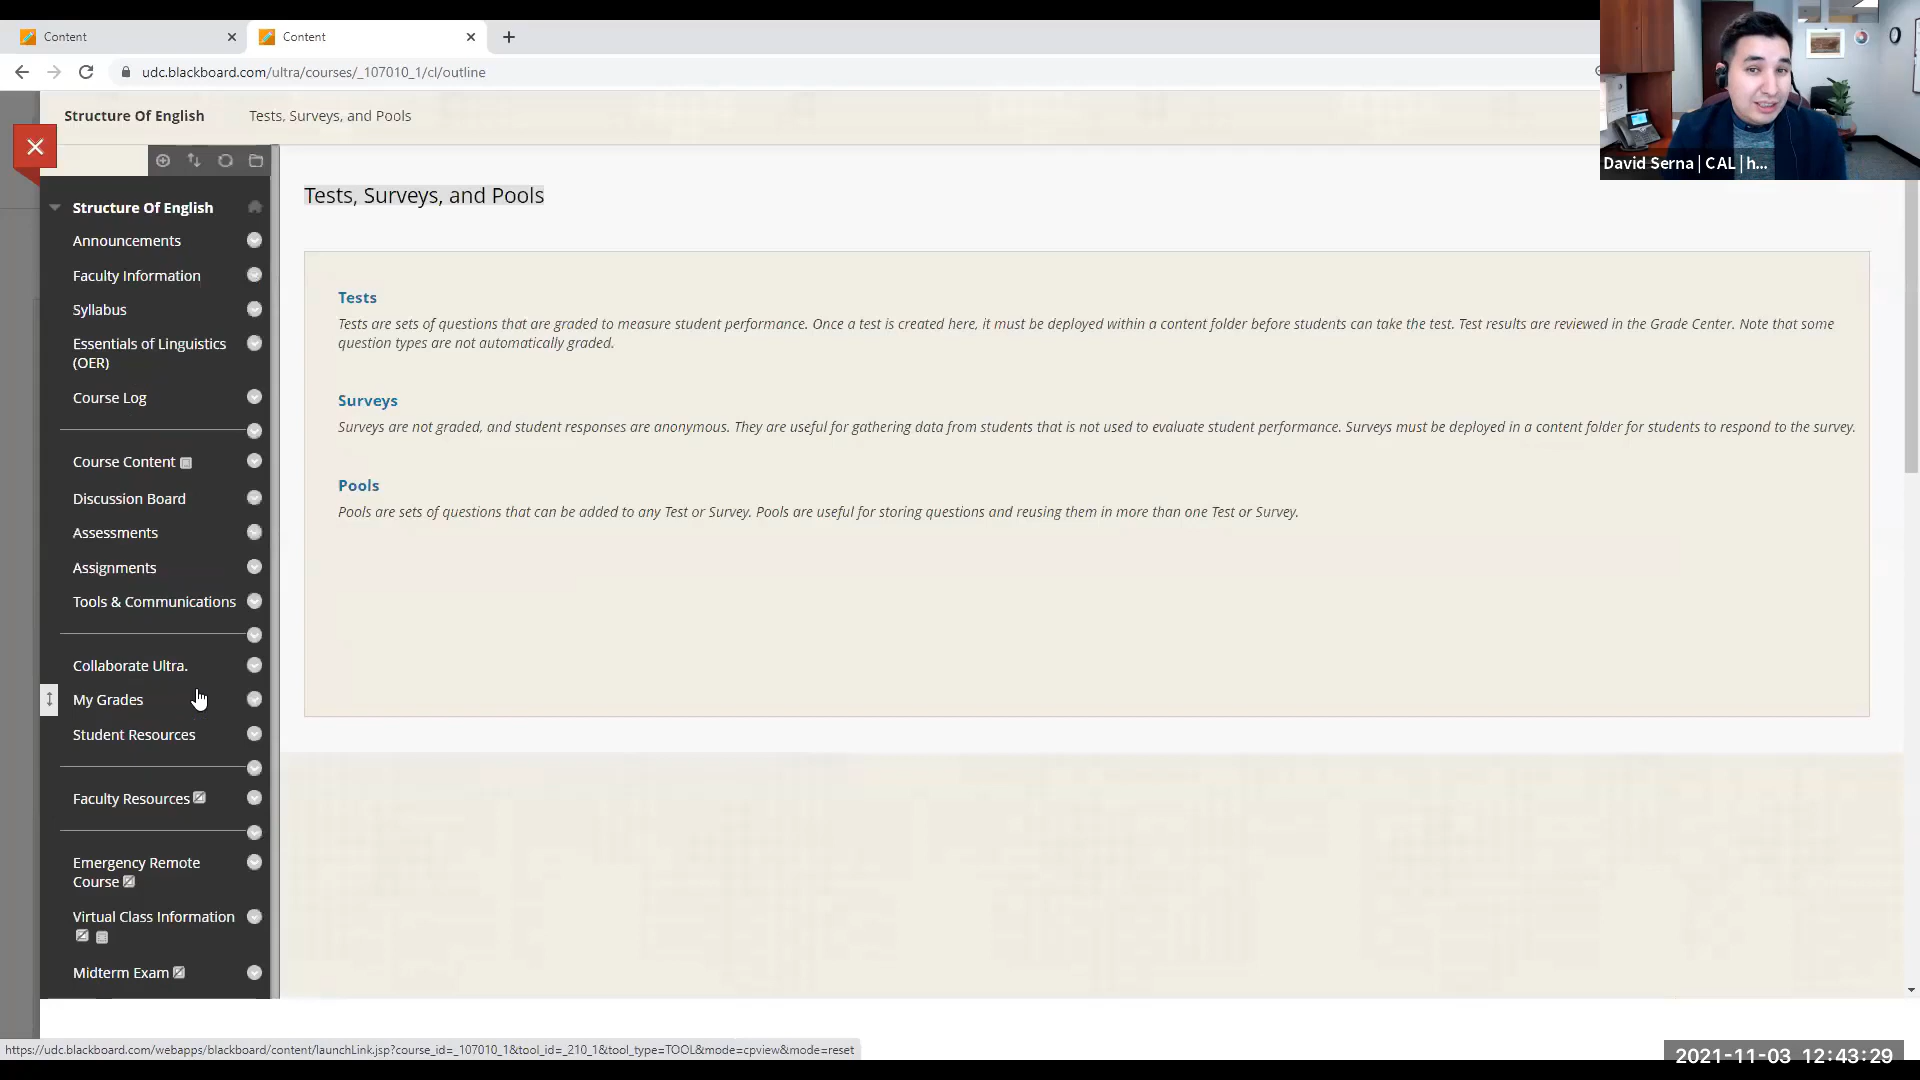 Content
Content
udc.blackboard.com/ultra/courses/_107010_1/cl/outline
Structure Of English
Tests, Surveys, and Pools
David Serna | CAL | h...
Structure Of English
Announcements
Faculty Information
Syllabus
Essentials of Linguistics
(OER)
Course Log
Course Content
Discussion Board
Assessments
Assignments
Tools & Communications
Collaborate Ultra.
My Grades
Student Resources
Faculty Resources
Emergency Remote
Course
Virtual Class Information
Midterm Exam
Tests, Surveys, and Pools
Tests
Tests are sets of questions that are graded to measure student performance. Once a test is created here, it must be deployed within a content folder before students can take the test. Test results are reviewed in the Grade Center. Note that some
question types are not automatically graded.
Surveys
Surveys are not graded, and student responses are anonymous. They are useful for gathering data from students that is not used to evaluate student performance. Surveys must be deployed in a content folder for students to respond to the survey.
Pools
Pools are sets of questions that can be added to any Test or Survey. Pools are useful for storing questions and reusing them in more than one Test or Survey.
https://udc.blackboard.com/webapps/blackboard/content/launchLink.jsp?course_id=_107010_1&tool_id=_210_1&tool_type=TOOL&mode=cpview&mode=reset
2021-11-03 12:43:29